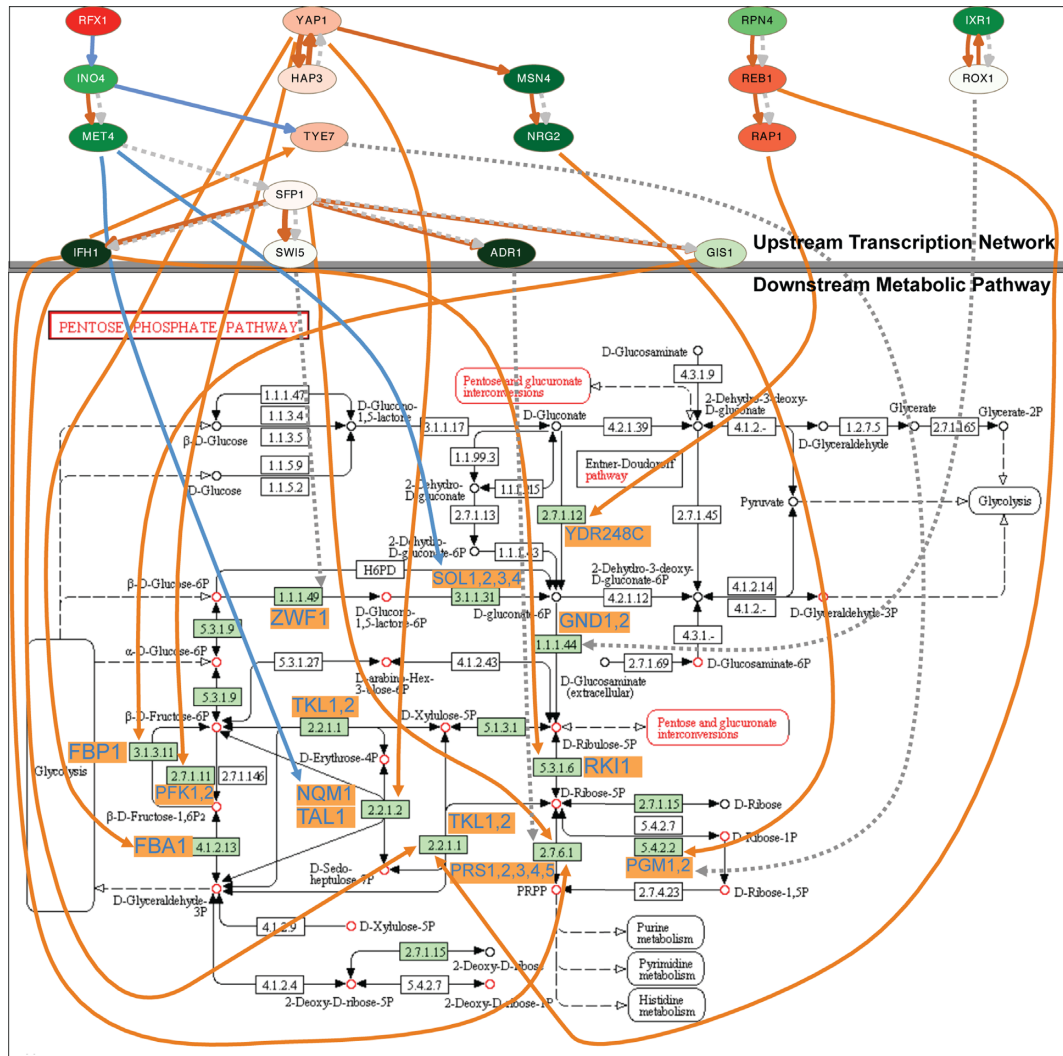 RFX1
YAP1
RPN4
IXR1
INO4
HAP3
MSN4
REB1
ROX1
MET4
TYE7
NRG2
RAP1
SFP1
IFH1
SWI5
ADR1
GIS1
Upstream Transcription Network
Downstream Metabolic Pathway
PENTOSE PHOSPHATE PATHWAY
D-Glucosaminate
4.3.1.9
Pentose and glucuronate
interconversions
2-Dehydro-3-deoxy-
D-gluconate
1.1.1.47
1.1.3.4
1.1.3.5
D-Glucono-
1,5-lactone
β-D-Glucose
3.1.1.17
D-Gluconate
4.2.1.39
4.1.2.-
D-Glyceraldehyde
1.2.7.5
Glycerate
2.7.1.165
Glycerate-2P
1.1.5.9
1.1.5.2
D-Glucose
1.1.99.3
2-Dehydro-
D-gluconate
1.1.1.215
Entner-Doudoroff
pathway
Pyruvate
Glycolysis
2.7.1.13
2.7.1.12
2.7.1.45
YDR248C
2-Dehydro-
D-gluconate-6P
1.1.1.43
2-Dehydro-3-deoxy-
D-gluconate-6P
H6PD
SOL1,2,3,4
β-D-Glucose-6P
1.1.1.49
ZWF1
D-Glucono-
1,5-lactone-6P
3.1.1.31
D-gluconate-6P
4.2.1.12
4.1.2.14
4.1.2.-
D-Glyceraldehyde-3P
GND1,2
5.3.1.9
1.1.1.44
4.3.1.-
α-D-Glucose-6P
5.3.1.27
D-arabino-Hex-
3-ulose-6P
4.1.2.43
D-Glucosamine
(extracellular)
2.7.1.69
D-Glucosaminate-6P
5.3.1.9
TKL1,2
β-D-Fructose-6P
2.2.1.1
D-Xylulose-5P
5.1.3.1
D-Ribulose-5P
Pentose and glucuronate
interconversions
FBP1
3.1.3.11
D-Erythrose-4P
5.3.1.6
RKI1
Glycolysis
2.7.1.11
2.7.1.146
PFK1,2
NQM1
TAL1
D-Ribose-5P
β-D-Fructose-1,6P2
2.2.1.2
TKL1,2
2.7.1.15
D-Ribose
5.4.2.7
D-Ribose-1P
FBA1
4.1.2.13
2.2.1.1
2.7.6.1
5.4.2.2
PRS1,2,3,4,5
PGM1,2
D-Sedo-
heptulose-7P
D-Glyceraldehyde-
3P
PRPP
2.7.4.23
D-Ribose-1,5P
4.1.2.9
D-Xylulose-5P
Purine
metabolism
2.7.1.15
2-Deoxy-D-ribose
Pyrimidine
metabolism
4.1.2.4
2-Deoxy-D-ribose-5P
5.4.2.7
2-Deoxy-D-ribose-1P
Histidine
metabolism